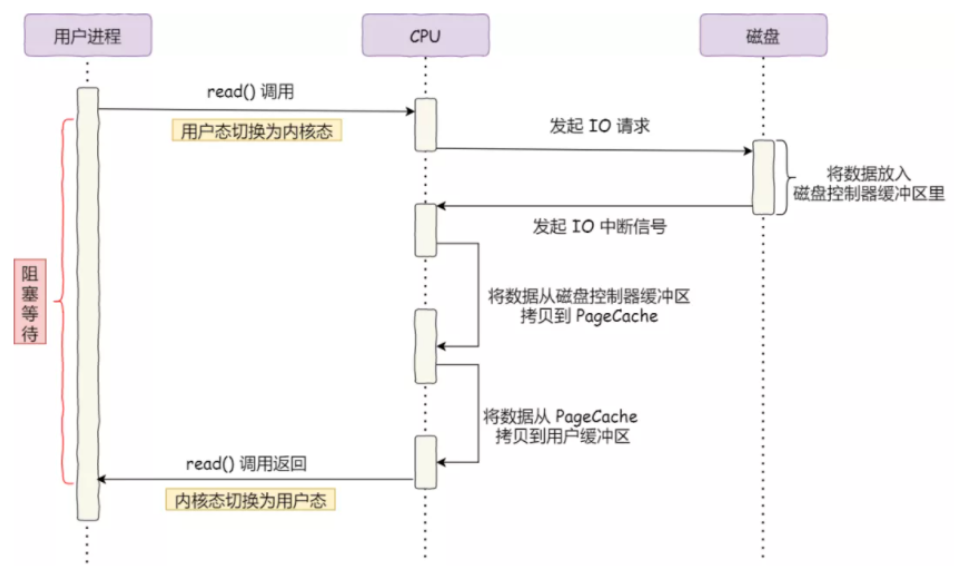 用户进程
CPU
磁盘
read() 调用
用户态切换为内核态
发起 IO 请求
将数据放入
磁盘控制器缓冲区里
发起 IO 中断信号
阻塞等待
将数据从磁盘控制器缓冲区
拷贝到 PageCache
将数据从 PageCache
拷贝到用户缓冲区
read() 调用返回
内核态切换为用户态